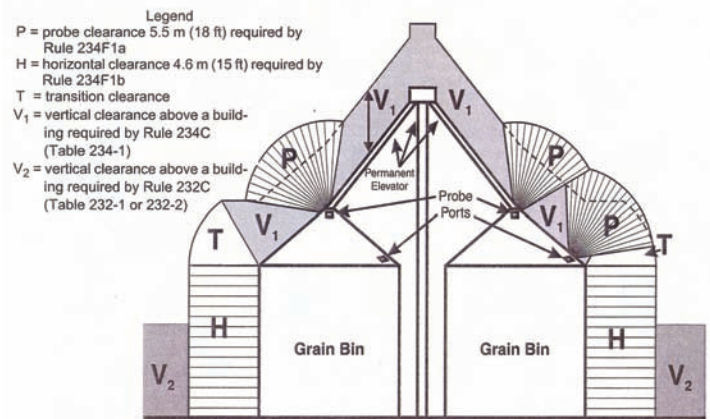 Legend
P = probe clearance 5.5 m (18 ft) required by
Rule 234F1a
H = horizontal clearance 4.6 m (15 ft) required by
Rule 234F1b
T = transition clearance
V1 = vertical clearance above a build-
ing required by Rule 234C
(Table 234-1)
V2 = vertical clearance above a build-
ing required by Rule 232C
(Table 232-1 or 232-2)
V1
V1
P
Permanent
Elevator
P
Probe
Ports
V1
V1
P
T
T
H
H
Grain Bin
Grain Bin
V2
V2